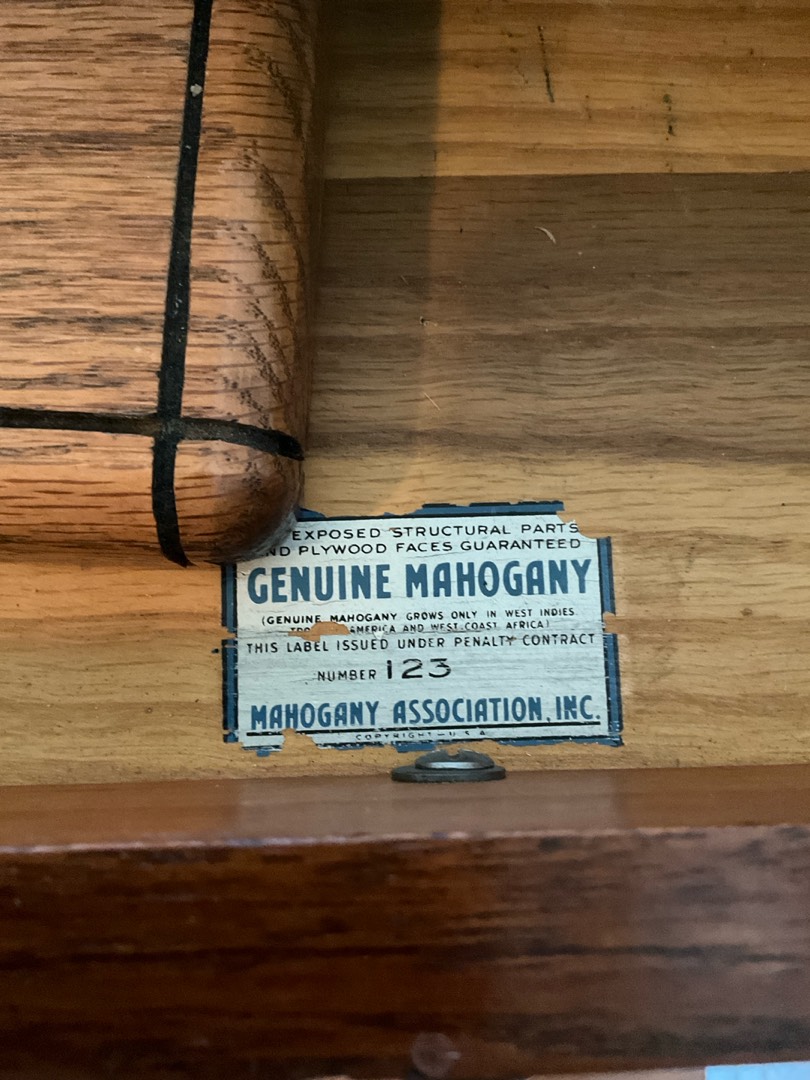 EXPOSED STRUCTURAL PARTS
ND PLYWOOD FACES GUARANTEED
GENUINE MAHOGANY
(GENUINE MAHOGANY GROWS ONLY IN WEST INDIES
AMERICA AND WEST COAST AFRICA)
THIS LABEL ISSUED UNDER PENALTY CONTRACT
NUMBER 123
MAHOGANY ASSOCIATION, INC.
COPYRIGHT—U.S.A.